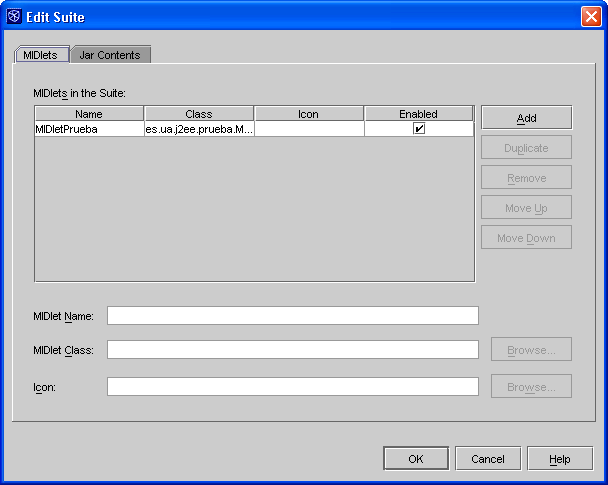 Edit Suite
MIDlets Jar Contents
MIDlets in the Suite:
Name Class Icon Enabled
MIDletPrueba es.ua.j2ee.prueba.M...
Add
Duplicate
Remove
Move Up
Move Down
MIDlet Name:
MIDlet Class: Browse...
Icon: Browse...
OK Cancel Help